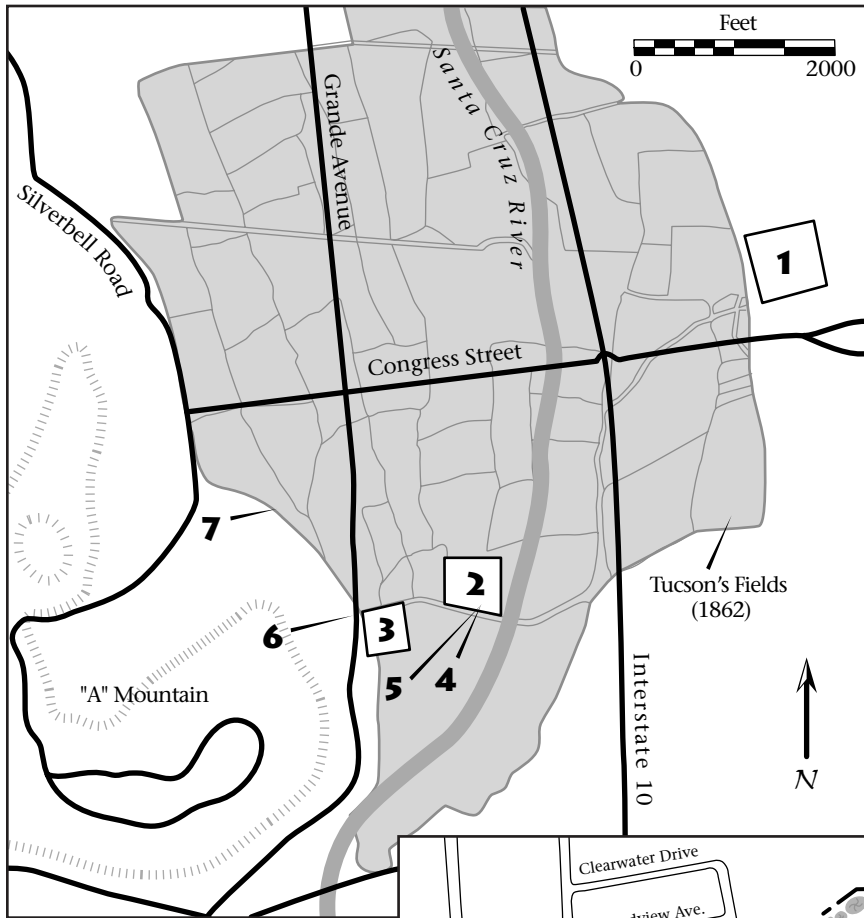 Feet
0 2000
Santa Cruz River
Grande Avenue
Silverbell Road
1
Congress Street
7
2
Tucson's Fields
(1862)
6
3
5
4
"A" Mountain
Interstate 10
N
Clearwater Drive
Ave.